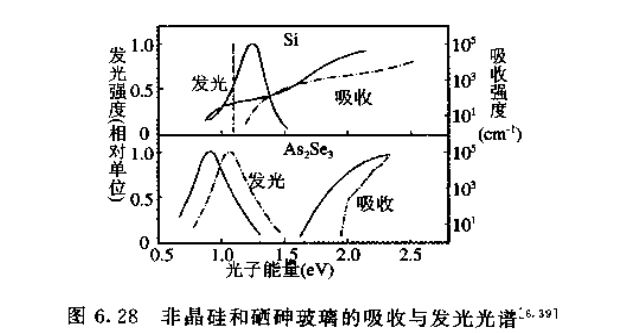 Si
发光强度(相对单位)
1.0
0.5
0
发光
吸收
10⁵
10³
10¹
吸收强度
(cm⁻¹)
As₂Se₃
1.0
0.5
0
发光
吸收
10⁵
10³
10¹
0.5 1.0 1.5 2.0 2.5
光子能量(eV)
图 6.28 非晶硅和硒砷玻璃的吸收与发光光谱[6.39]